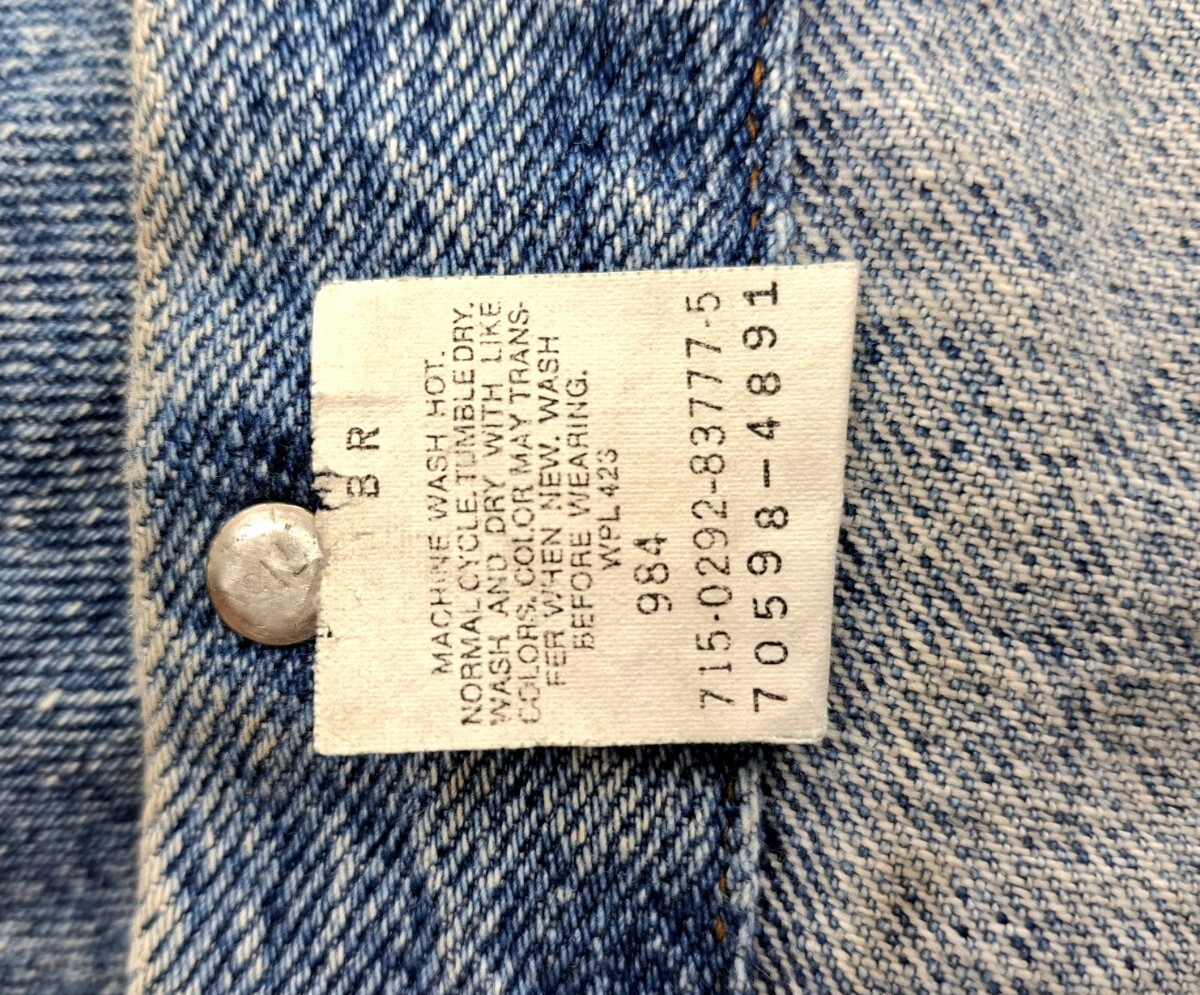 B R
MACHINE WASH HOT.
NORMAL CYCLE. TUMBLE DRY.
WASH AND DRY WITH LIKE
COLORS. COLOR MAY TRANS-
FER WHEN NEW. WASH
BEFORE WEARING.
WPL 423
984
715·0292-83777·5
70598-4891